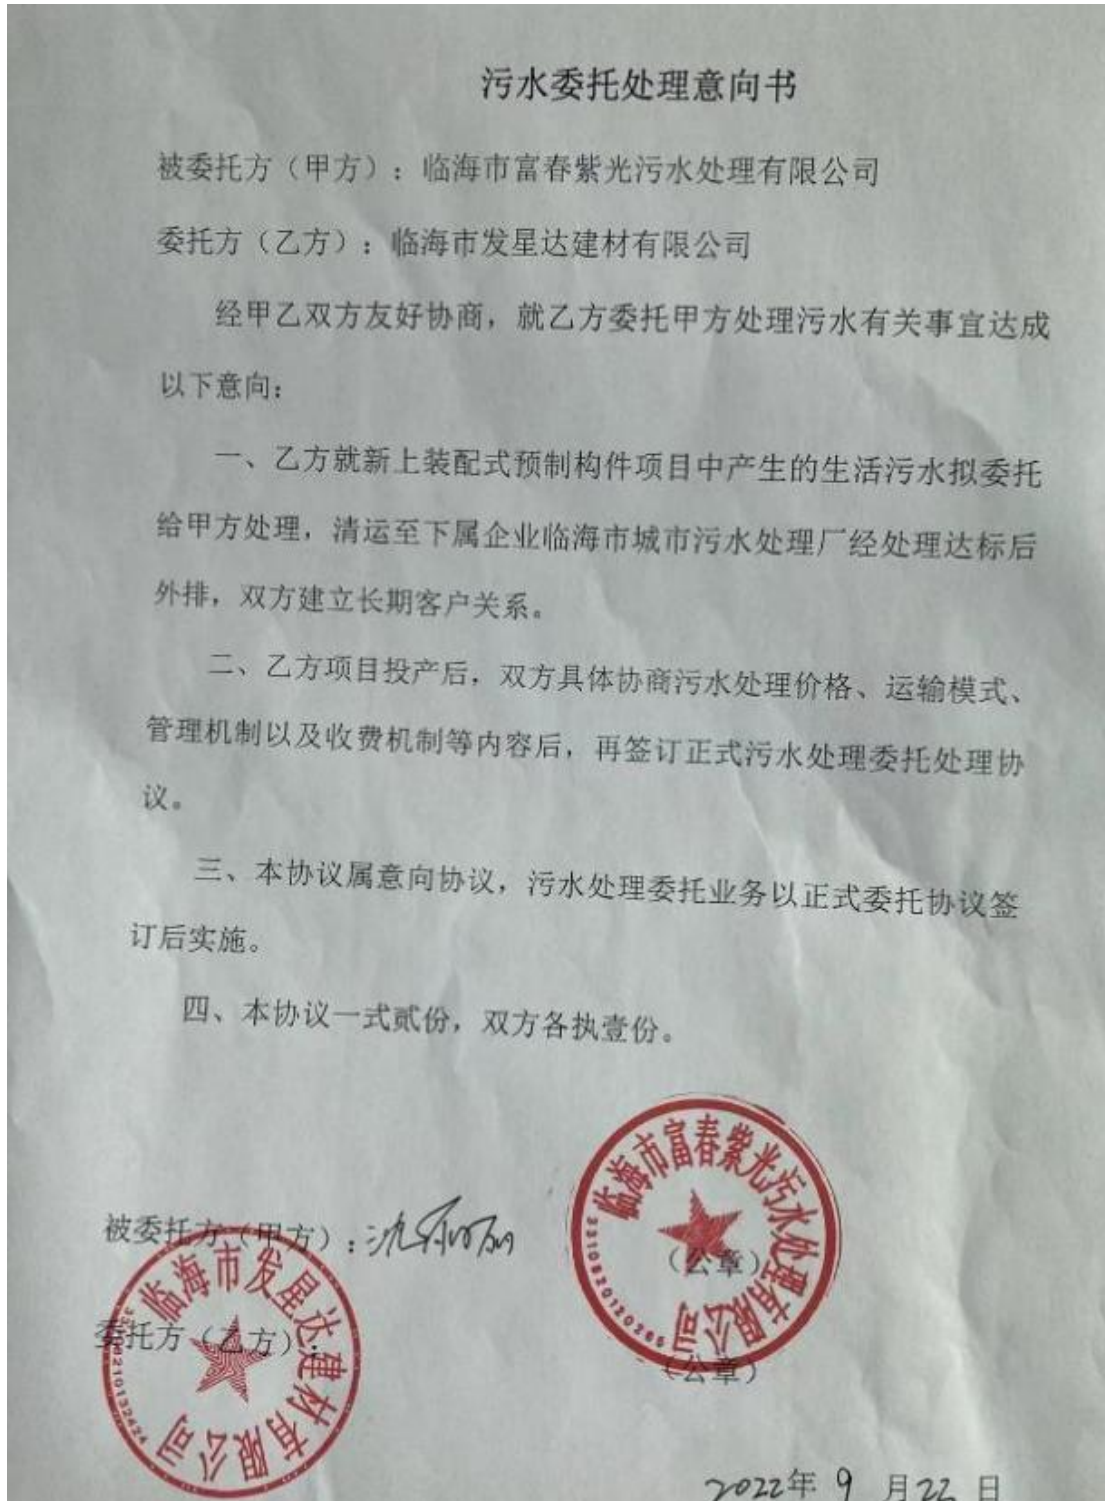 污水委托处理意向书
被委托方（甲方）：临海市富春紫光污水处理有限公司
委托方（乙方）：临海市发星达建材有限公司
经甲乙双方友好协商，就乙方委托甲方处理污水有关事宜达成
以下意向：
一、乙方就新上装配式预制构件项目中产生的生活污水拟委托
给甲方处理，清运至下属企业临海市城市污水处理厂经处理达标后
外排，双方建立长期客户关系。
二、乙方项目投产后，双方具体协商污水处理价格、运输模式、
管理机制以及收费机制等内容后，再签订正式污水处理委托处理协
议。
三、本协议属意向协议，污水处理委托业务以正式委托协议签
订后实施。
四、本协议一式贰份，双方各执壹份。
被委托方（甲方）：
（公章）
临海市富春紫光污水处理有限公司
3310820120266
委托方（乙方）：
（公章）
临海市发星达建材有限公司
2022年 9 月22 日